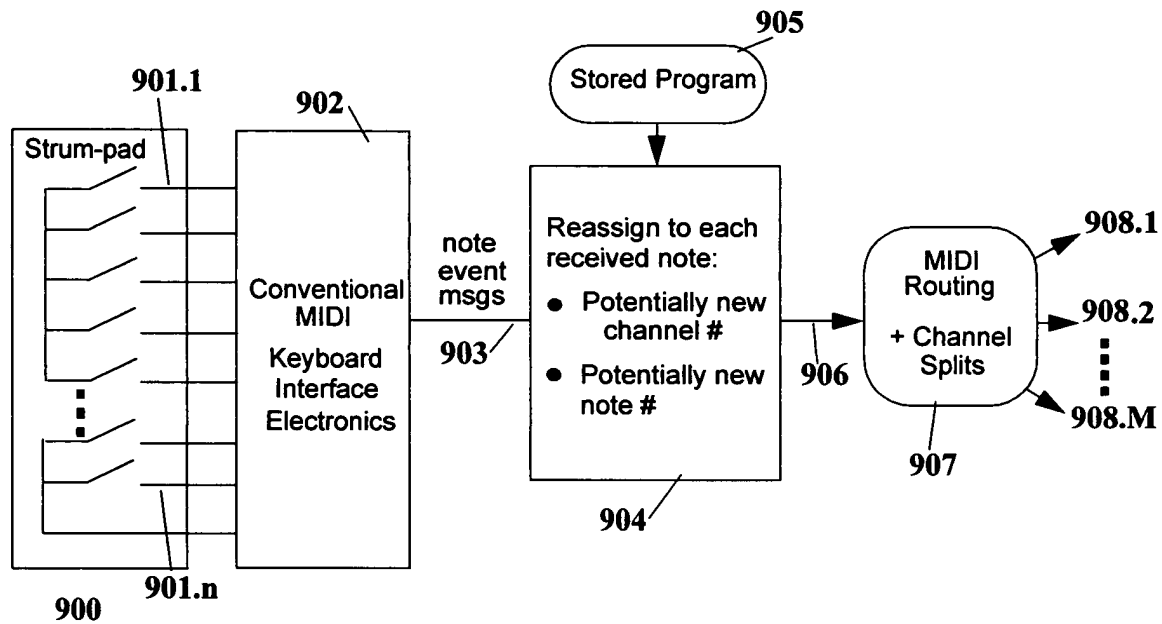 905
Stored Program
901.1
902
Strum-pad
note
event
msgs
903
Conventional
MIDI
Keyboard
Interface
Electronics
Reassign to each
received note:
● Potentially new
channel #
● Potentially new
note #
904
906
MIDI
Routing
+ Channel
Splits
907
908.1
908.2
908.M
901.n
900